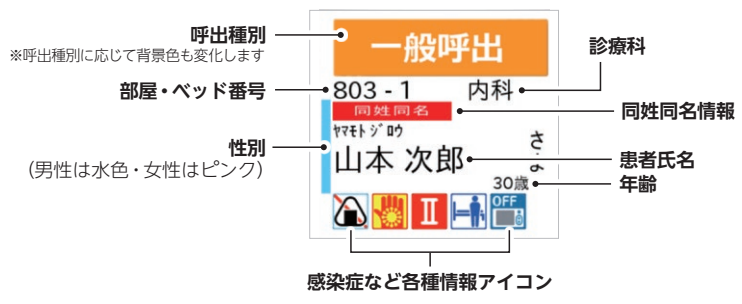 呼出種別
※呼出種別に応じて背景色も変化します
一般呼出
診療科
部屋・ベッド番号
803 - 1 内科
同姓同名
同姓同名情報
ﾔﾏﾓﾄ ｼﾞﾛｳ
性別
(男性は水色・女性はピンク)
山本 次郎
さ
患者氏名
30歳
年齢
II
OFF
感染症など各種情報アイコン